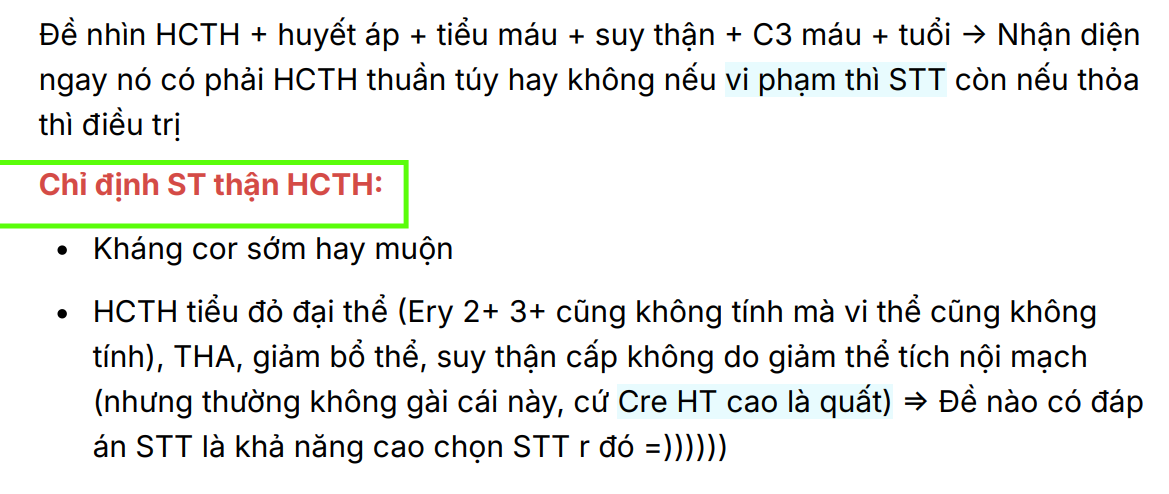 Đề nhìn HCTH + huyết áp + tiểu máu + suy thận + C3 máu + tuổi → Nhận diện
ngay nó có phải HCTH thuần túy hay không nếu vi phạm thì STT còn nếu thỏa
thì điều trị
Chỉ định ST thận HCTH:
• Kháng cor sớm hay muộn
• HCTH tiểu đỏ đại thể (Ery 2+ 3+ cũng không tính mà vi thể cũng không
tính), THA, giảm bổ thể, suy thận cấp không do giảm thể tích nội mạch
(nhưng thường không gài cái này, cứ Cre HT cao là quất) ⇒ Đề nào có đáp
án STT là khả năng cao chọn STT r đó =))))))